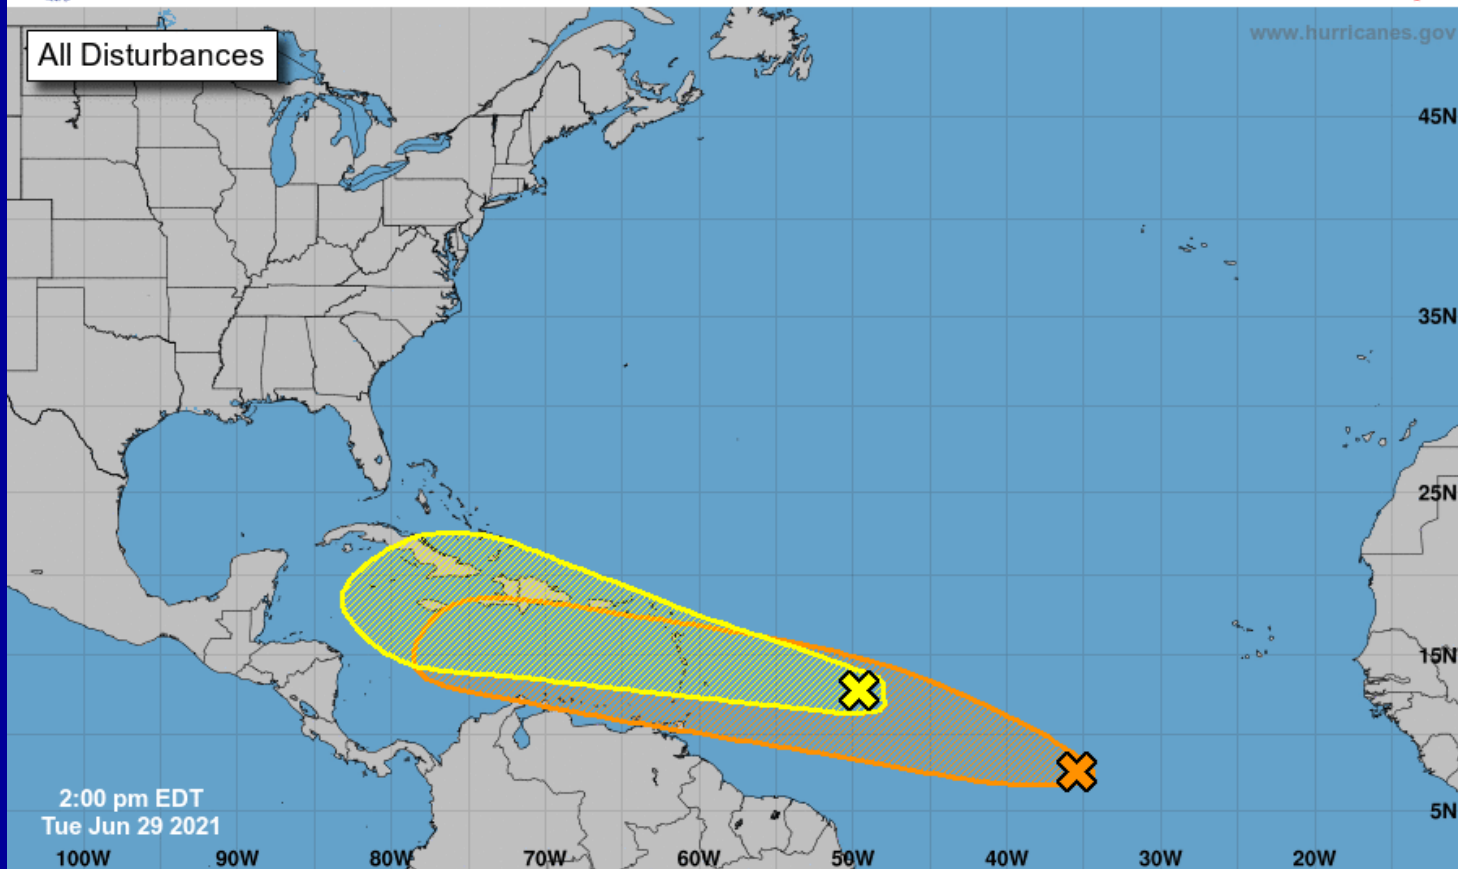 All Disturbances
www.hurricanes.gov
45N
35N
25N
15N
5N
2:00 pm EDT
Tue Jun 29 2021
100W 90W 80W 70W 60W 50W 40W 30W 20W